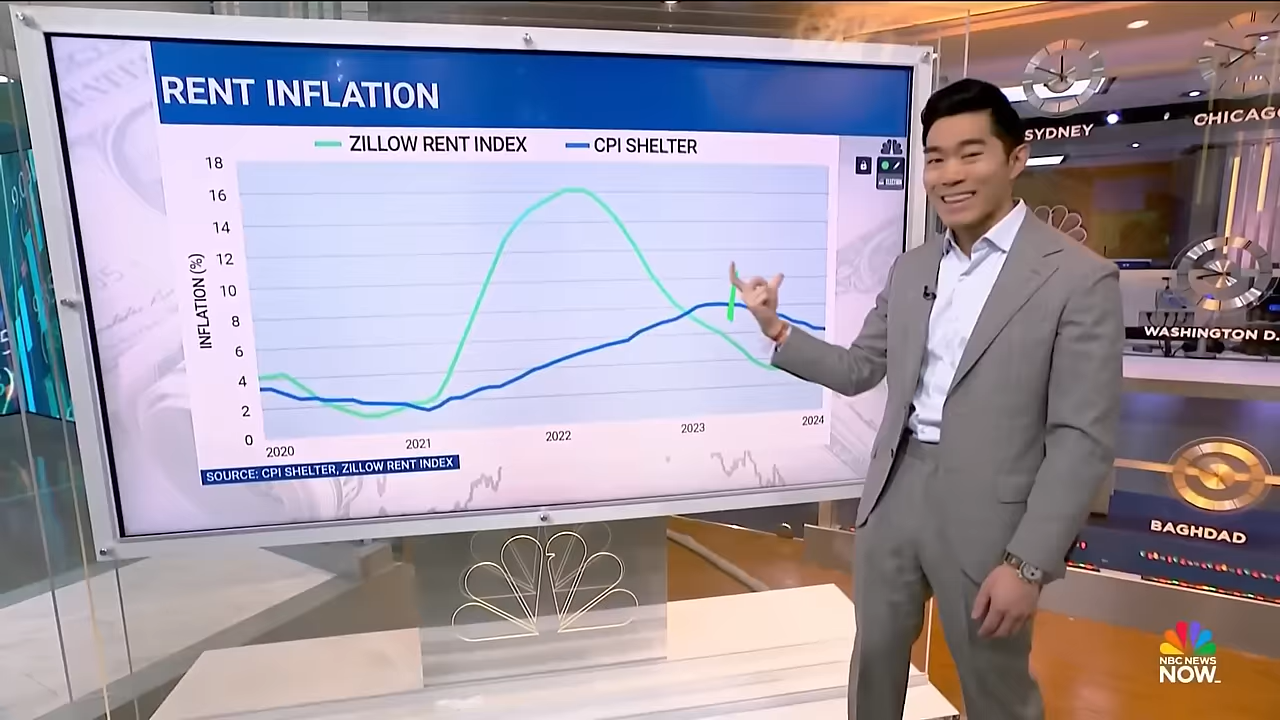 RENT INFLATION
ZILLOW RENT INDEX
CPI SHELTER
18
16
14
12
10
8
6
4
2
0
INFLATION (%)
2020
2021
2022
2023
2024
SOURCE: CPI SHELTER, ZILLOW RENT INDEX
SYDNEY
CHICAGO
WASHINGTON D.
BAGHDAD
NBC NEWS
NOW